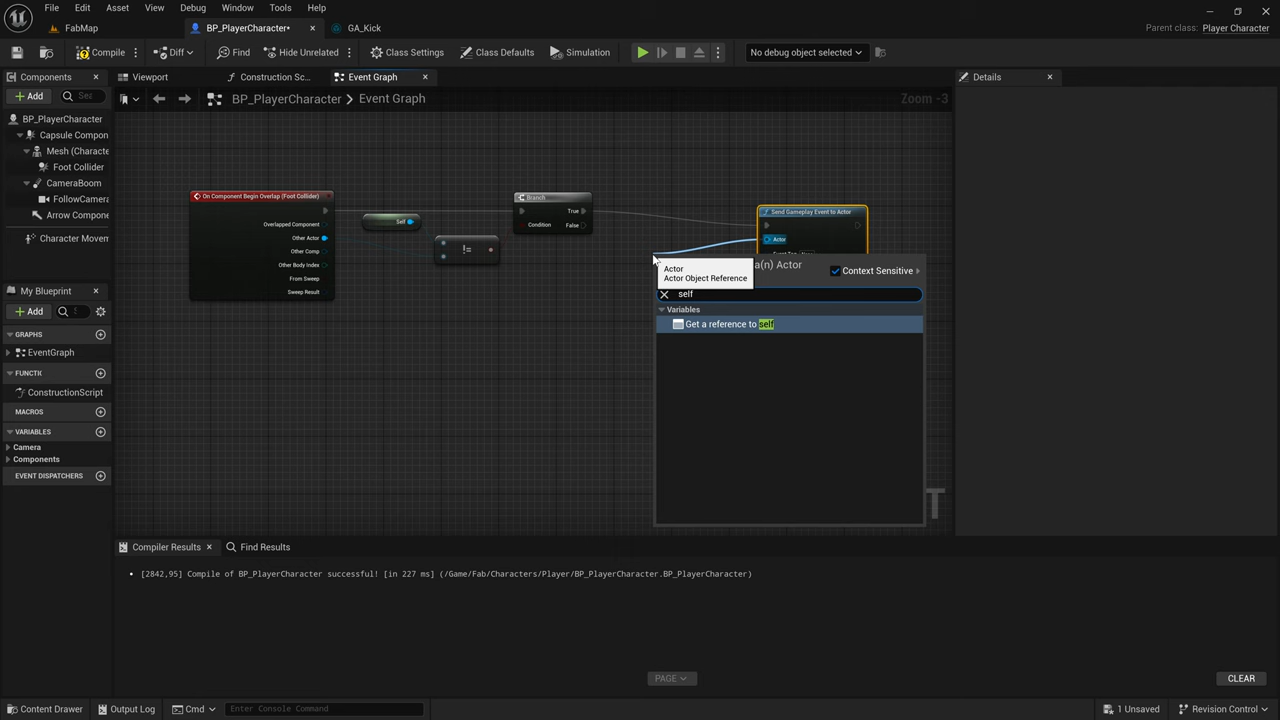 File Edit Asset View Debug Window Tools Help
FabMap BP_PlayerCharacter* GA_Kick Parent class: Player Character
Compile Diff Find Hide Unrelated Class Settings Class Defaults Simulation No debug object selected
Components Viewport Construction Sc... Event Graph Details
Add
BP_PlayerCharacter > Event Graph Zoom -3
BP_PlayerCharacter
Capsule Compon
Mesh (Characte
Foot Collider
CameraBoom
FollowCamera
Arrow Compone
Character Movem
On Component Begin Overlap (Foot Collider)
Overlapped Component
Other Actor
Other Comp
Other Body Index
From Sweep
Sweep Result
Self
!=
Branch
True
Condition False
Send Gameplay Event to Actor
Actor
a(n) Actor Context Sensitive
Actor
Actor Object Reference
self
Variables
Get a reference to self
My Blueprint
Add
GRAPHS
EventGraph
FUNCTI
ConstructionScript
MACROS
VARIABLES
Camera
Components
EVENT DISPATCHERS
T
Compiler Results Find Results
[2842,95] Compile of BP_PlayerCharacter successful! [in 227 ms] (/Game/Fab/Characters/Player/BP_PlayerCharacter.BP_PlayerCharacter)
PAGE CLEAR
Content Drawer Output Log Cmd Enter Console Command 1 Unsaved Revision Control